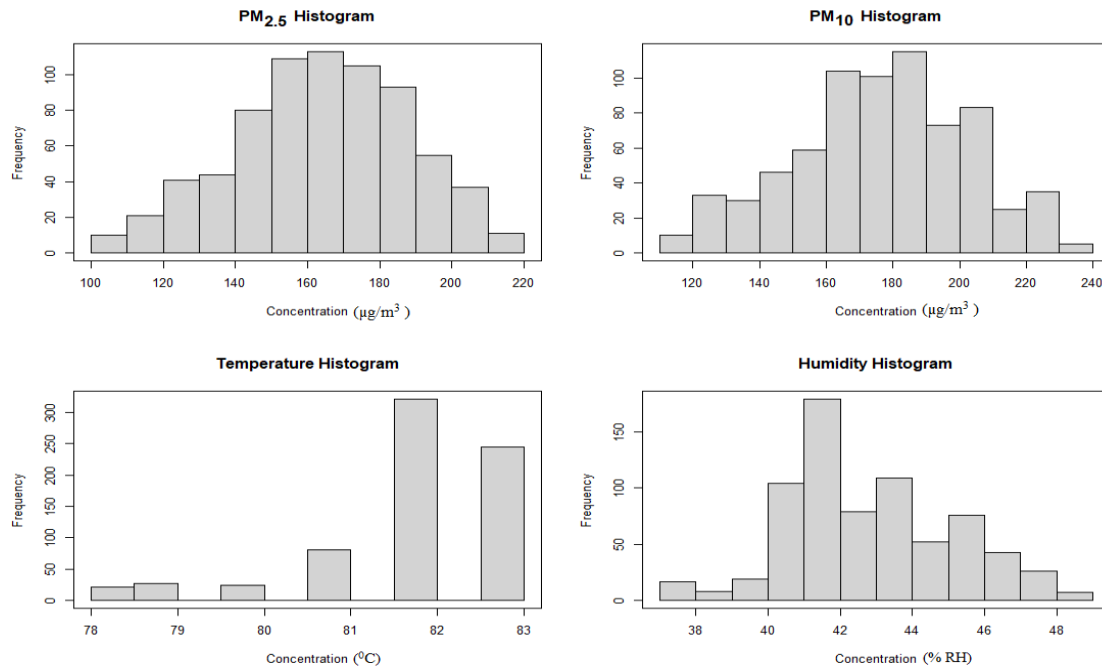 PM2.5 Histogram
Frequency
0 20 40 60 80 100
100 120 140 160 180 200 220
Concentration (µg/m³ )
PM10 Histogram
Frequency
0 20 40 60 80 100
120 140 160 180 200 220 240
Concentration (µg/m³ )
Temperature Histogram
Frequency
0 50 100 150 200 250 300
78 79 80 81 82 83
Concentration (⁰C)
Humidity Histogram
Frequency
0 50 100 150
38 40 42 44 46 48
Concentration (% RH)